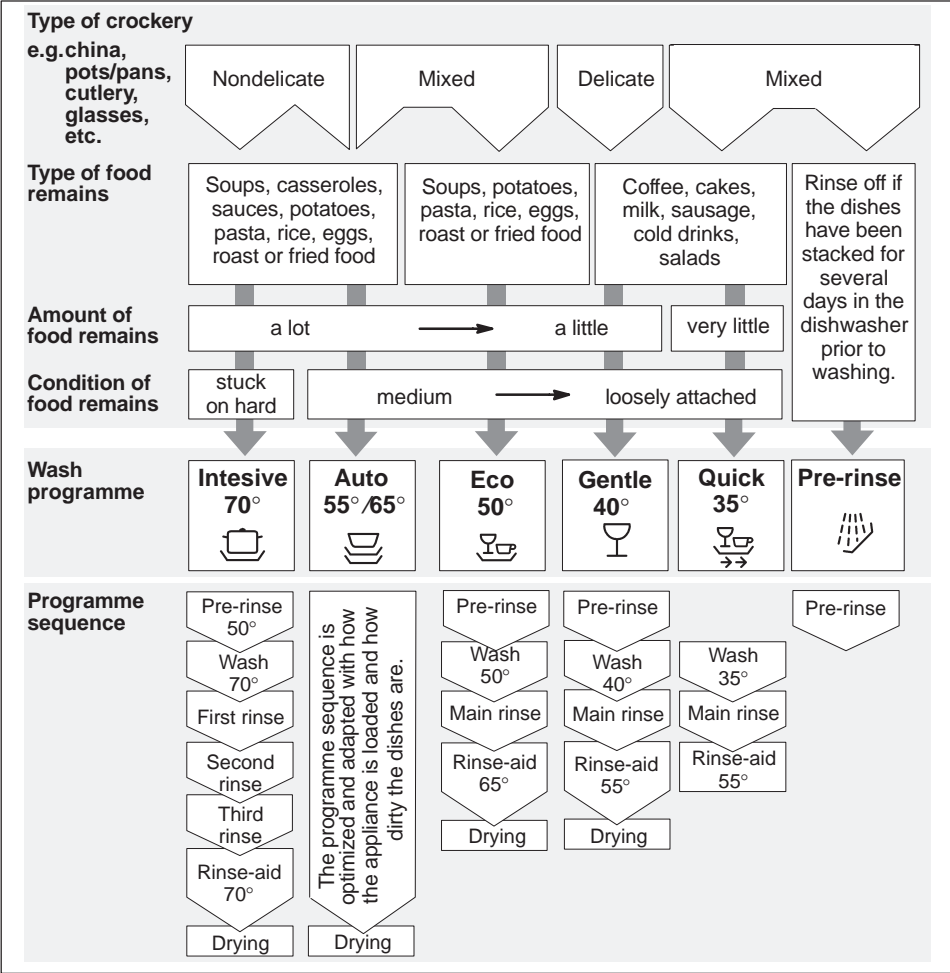 Type of crockery
e.g. china,
pots/pans,
cutlery,
glasses,
etc.
Nondelicate
Mixed
Delicate
Mixed
Type of food
remains
Soups, casseroles,
sauces, potatoes,
pasta, rice, eggs,
roast or fried food
Soups, potatoes,
pasta, rice, eggs,
roast or fried food
Coffee, cakes,
milk, sausage,
cold drinks,
salads
Rinse off if
the dishes
have been
stacked for
several
days in the
dishwasher
prior to
washing.
Amount of
food remains
a lot
a little
very little
Condition of
food remains
stuck
on hard
medium
loosely attached
Wash
programme
Intesive
70°
Auto
55°/65°
Eco
50°
Gentle
40°
Quick
35°
Pre-rinse
Programme
sequence
Pre-rinse
50°
Wash
70°
First rinse
Second
rinse
Third
rinse
Rinse-aid
70°
Drying
The programme sequence is
optimized and adapted with how
the appliance is loaded and how
dirty the dishes are.
Drying
Pre-rinse
Wash
50°
Main rinse
Rinse-aid
65°
Drying
Pre-rinse
Wash
40°
Main rinse
Rinse-aid
55°
Drying
Wash
35°
Main rinse
Rinse-aid
55°
Pre-rinse